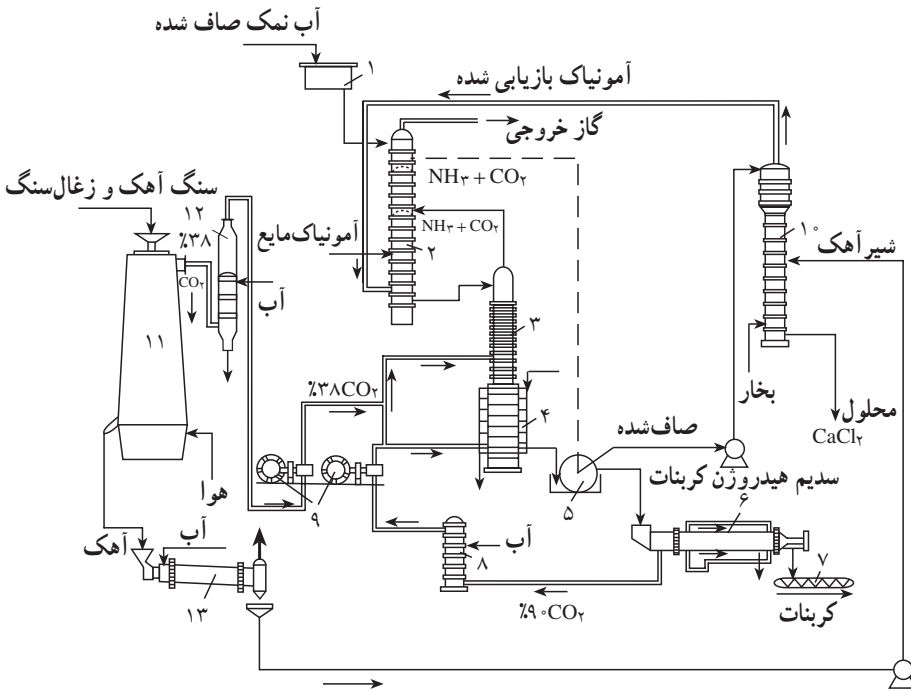 آب نمک صاف شده
۱
آمونیاک بازیابی شده
گاز خروجی
NH۳ + CO۲
سنگ آهک و زغال‌سنگ
۱۲
٪۳۸
CO۲
آمونیاک‌مایع
NH۳ + CO۲
۲
۱۰
شیرآهک
آب
۳
۱۱
٪۳۸CO۲
۴
بخار
محلول
CaCl۲
صاف‌شده
هوا
۹
۵
سدیم هیدروژن کربنات
۶
آهک
آب
آب
۸
۷
۱۳
٪۹۰CO۲
کربنات